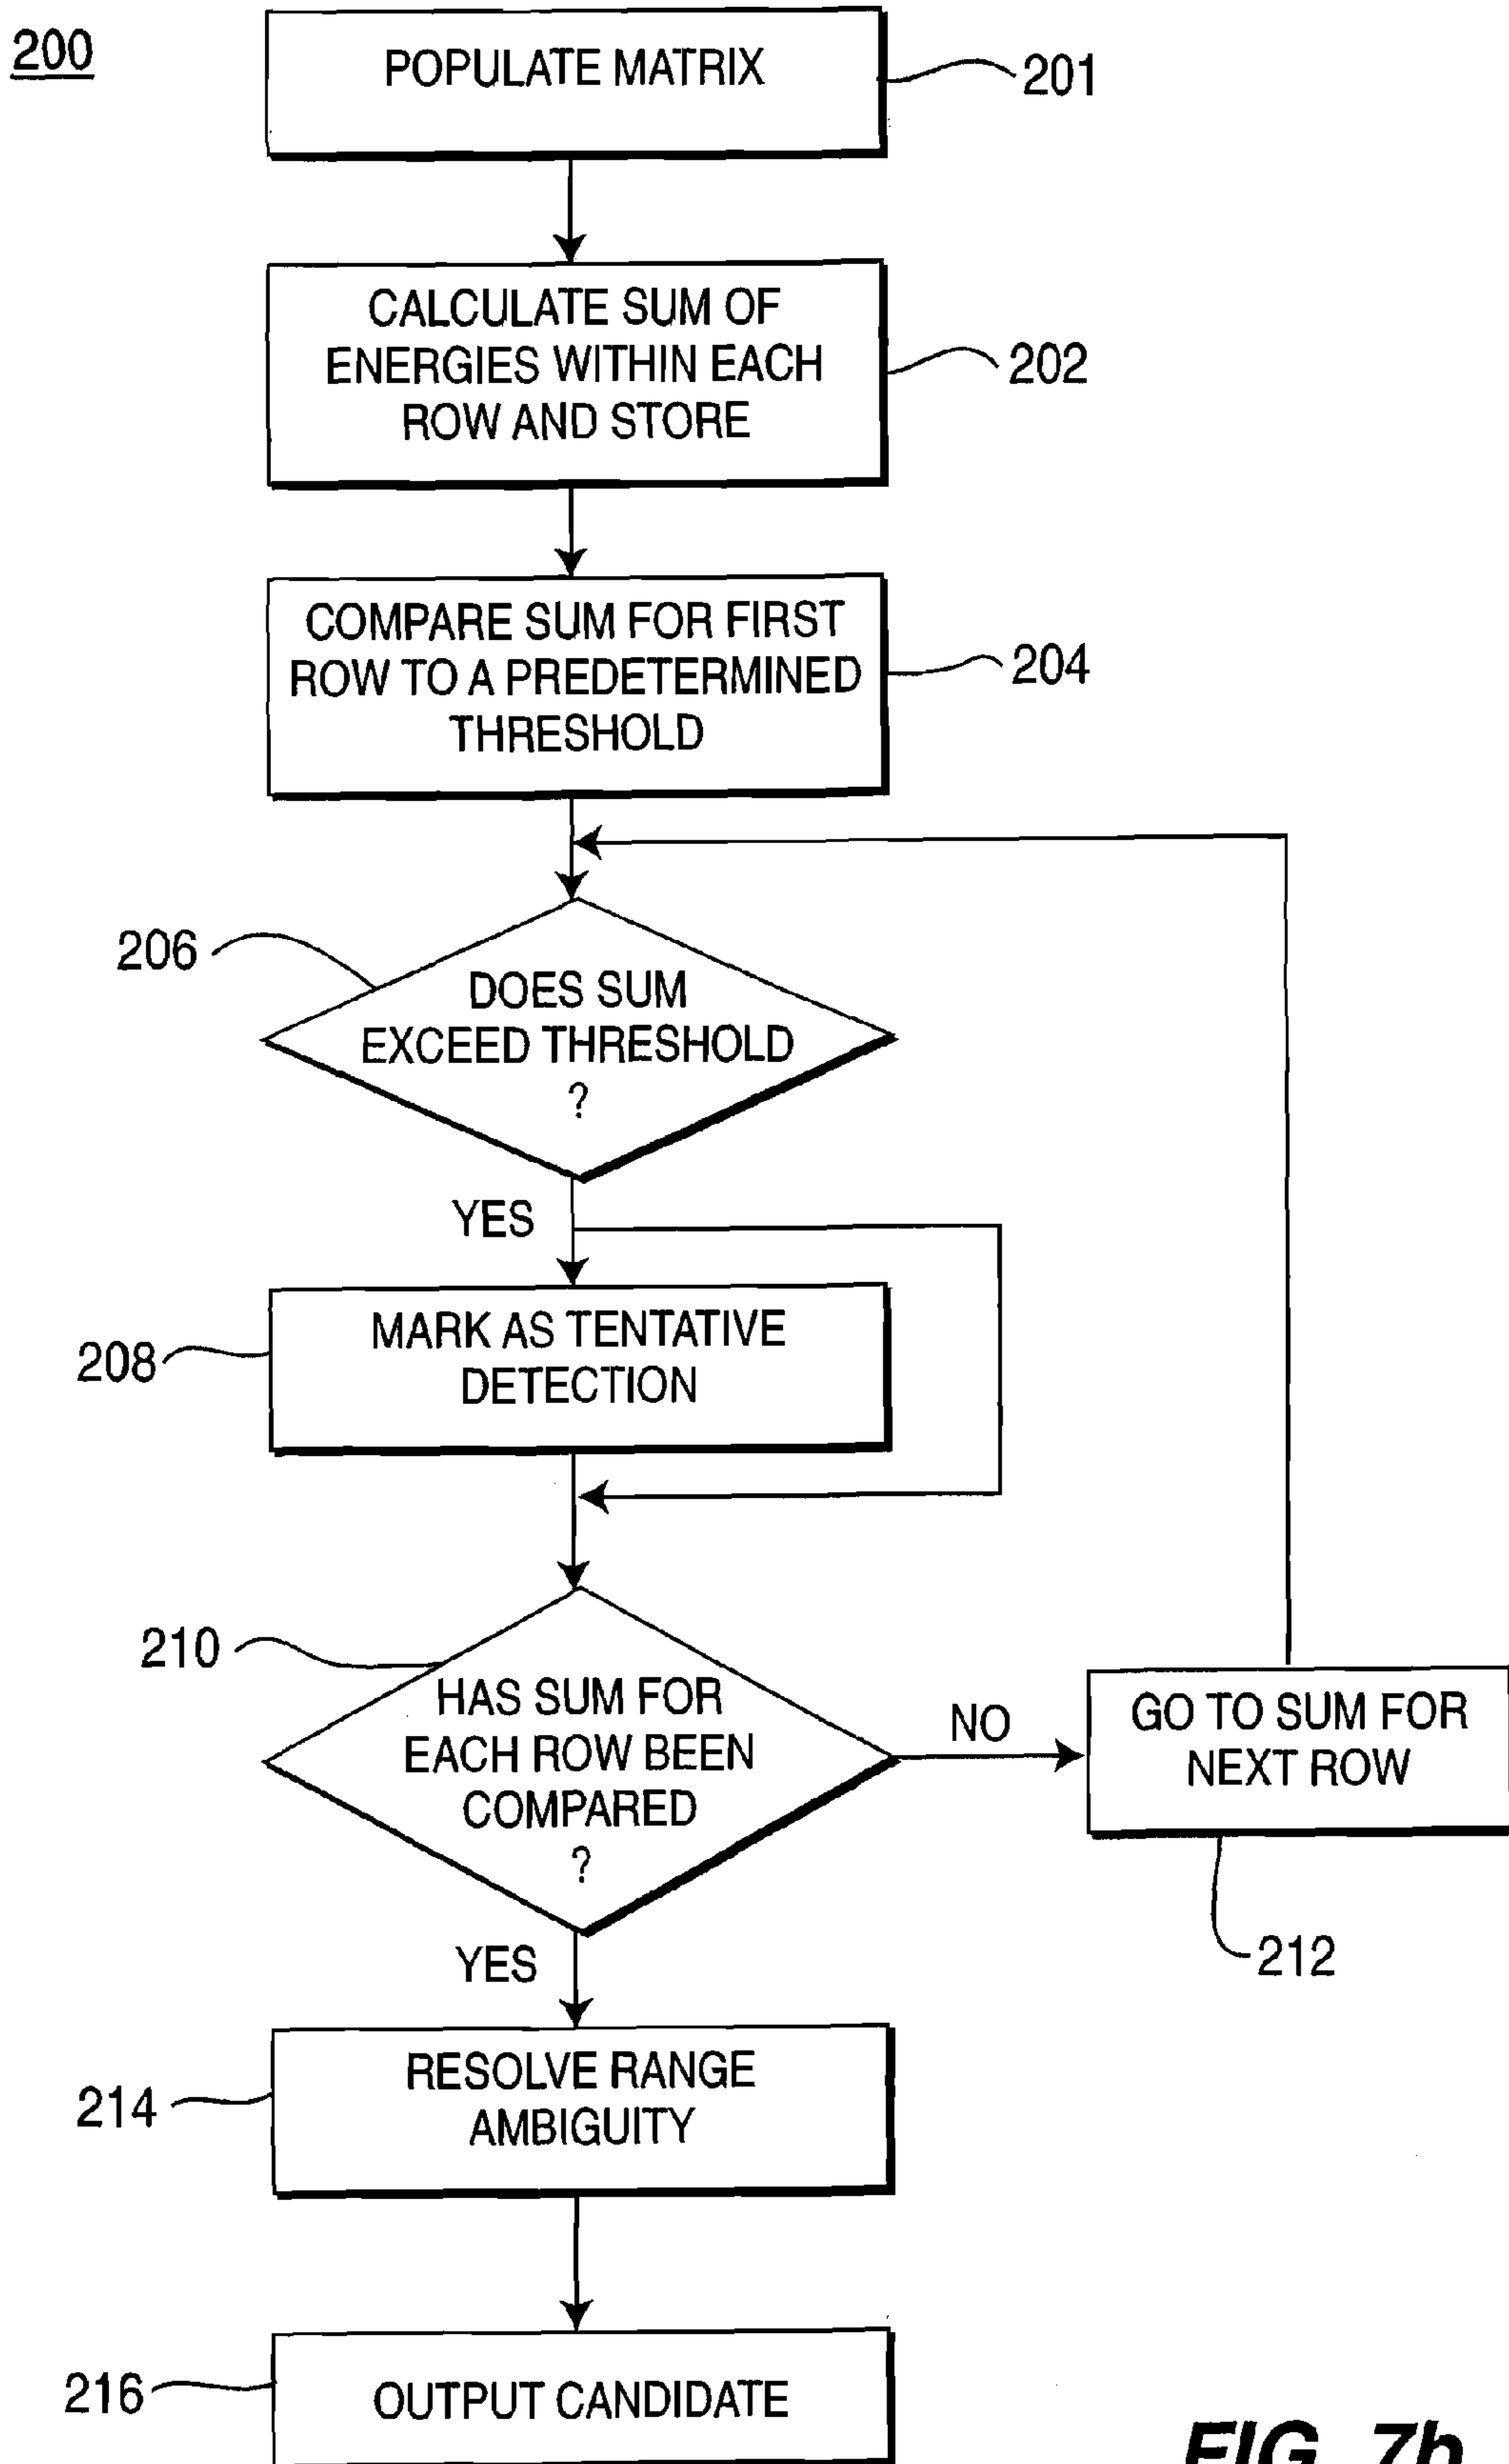 200
POPULATE MATRIX
201
CALCULATE SUM OF
ENERGIES WITHIN EACH
ROW AND STORE
202
COMPARE SUM FOR FIRST
ROW TO A PREDETERMINED
THRESHOLD
204
206
DOES SUM
EXCEED THRESHOLD
?
YES
208
MARK AS TENTATIVE
DETECTION
210
HAS SUM FOR
EACH ROW BEEN
COMPARED
?
NO
GO TO SUM FOR
NEXT ROW
212
YES
214
RESOLVE RANGE
AMBIGUITY
216
OUTPUT CANDIDATE
FIG. 7b